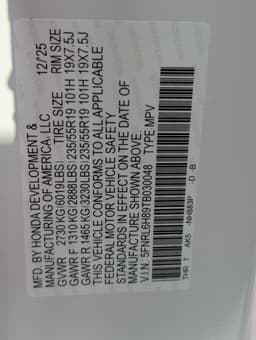 MFD. BY HONDA DEVELOPMENT & 12/'25
MANUFACTURING OF AMERICA, LLC
GVWR 2730 KG(6019LBS) TIRE SIZE RIM SIZE
GAWR F 1310 KG(2888LBS) 235/55R19 101H 19X7.5J
GAWR R 1465 KG(3230LBS) 235/55R19 101H 19X7.5J
THIS VEHICLE CONFORMS TO ALL APPLICABLE
FEDERAL MOTOR VEHICLE SAFETY
STANDARDS IN EFFECT ON THE DATE OF
MANUFACTURE SHOWN ABOVE.
V.I.N. 5FNRL6H89TB030048 TYPE MPV
THR T AK5 -NH883P -D -B